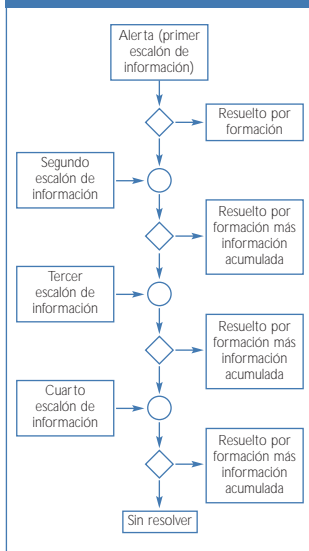 Alerta (primer
escalón de
información)
Resuelto por
formación
Segundo
escalón de
información
Resuelto por
formación más
información
acumulada
Tercer
escalón de
información
Resuelto por
formación más
información
acumulada
Cuarto
escalón de
información
Resuelto por
formación más
información
acumulada
Sin resolver